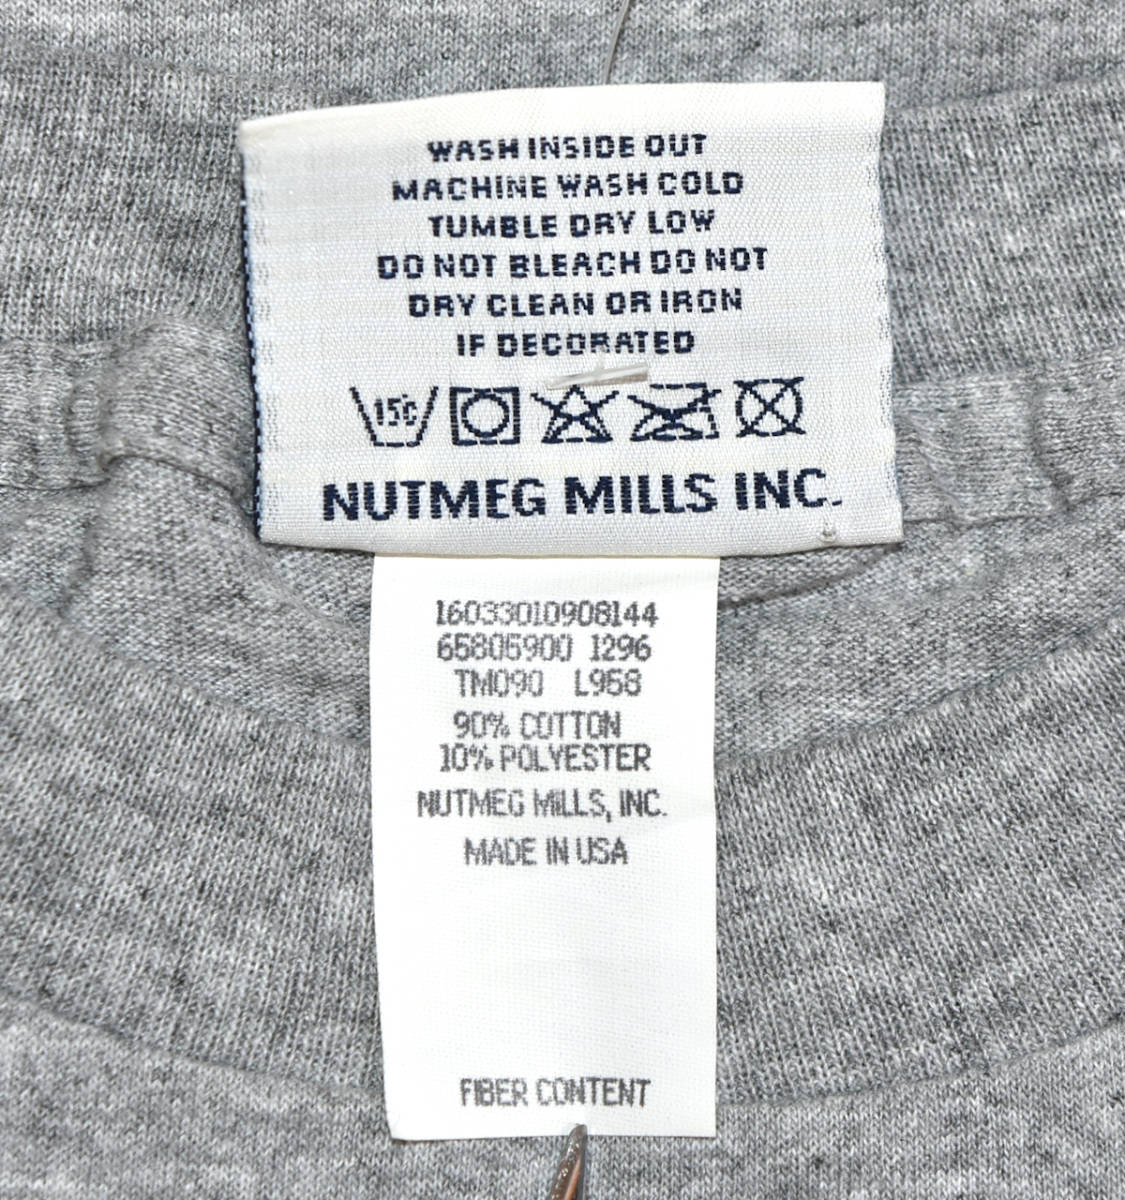 WASH INSIDE OUT
MACHINE WASH COLD
TUMBLE DRY LOW
DO NOT BLEACH DO NOT
DRY CLEAN OR IRON
IF DECORATED
15C
NUTMEG MILLS INC.
16033010908144
65805900 1296
TM090 L958
90% COTTON
10% POLYESTER
NUTMEG MILLS, INC.
MADE IN USA
FIBER CONTENT